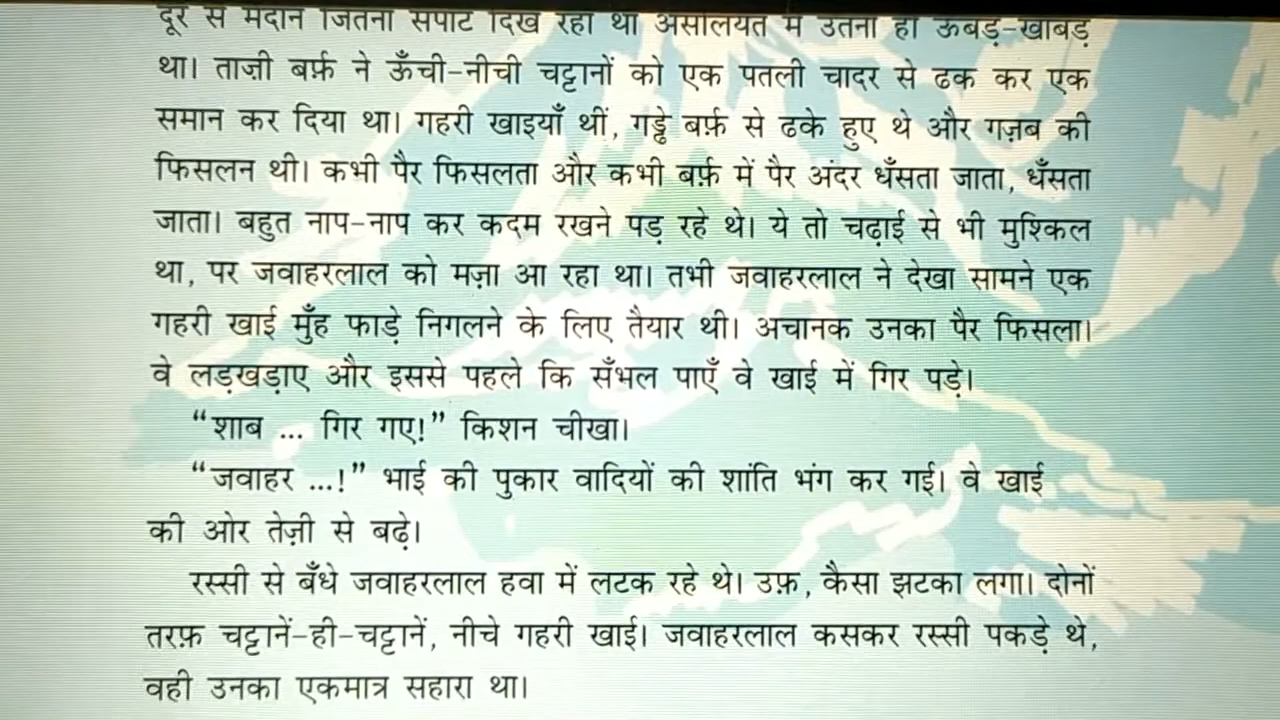 दूर से मैदान जितना सपाट दिख रहा था असलियत में उतना ही ऊबड़-खाबड़
था। ताज़ी बर्फ़ ने ऊँची-नीची चट्टानों को एक पतली चादर से ढक कर एक
समान कर दिया था। गहरी खाइयाँ थीं, गड्ढे बर्फ़ से ढके हुए थे और गज़ब की
फिसलन थी। कभी पैर फिसलता और कभी बर्फ़ में पैर अंदर धँसता जाता, धँसता
जाता। बहुत नाप-नाप कर कदम रखने पड़ रहे थे। ये तो चढ़ाई से भी मुश्किल
था, पर जवाहरलाल को मज़ा आ रहा था। तभी जवाहरलाल ने देखा सामने एक
गहरी खाई मुँह फाड़े निगलने के लिए तैयार थी। अचानक उनका पैर फिसला।
वे लड़खड़ाए और इससे पहले कि सँभल पाएँ वे खाई में गिर पड़े।
“शाब ... गिर गए!” किशन चीखा।
“जवाहर ...!” भाई की पुकार वादियों की शांति भंग कर गई। वे खाई
की ओर तेज़ी से बढ़े।
रस्सी से बँधे जवाहरलाल हवा में लटक रहे थे। उफ़, कैसा झटका लगा। दोनों
तरफ़ चट्टानें-ही-चट्टानें, नीचे गहरी खाई। जवाहरलाल कसकर रस्सी पकड़े थे,
वही उनका एकमात्र सहारा था।